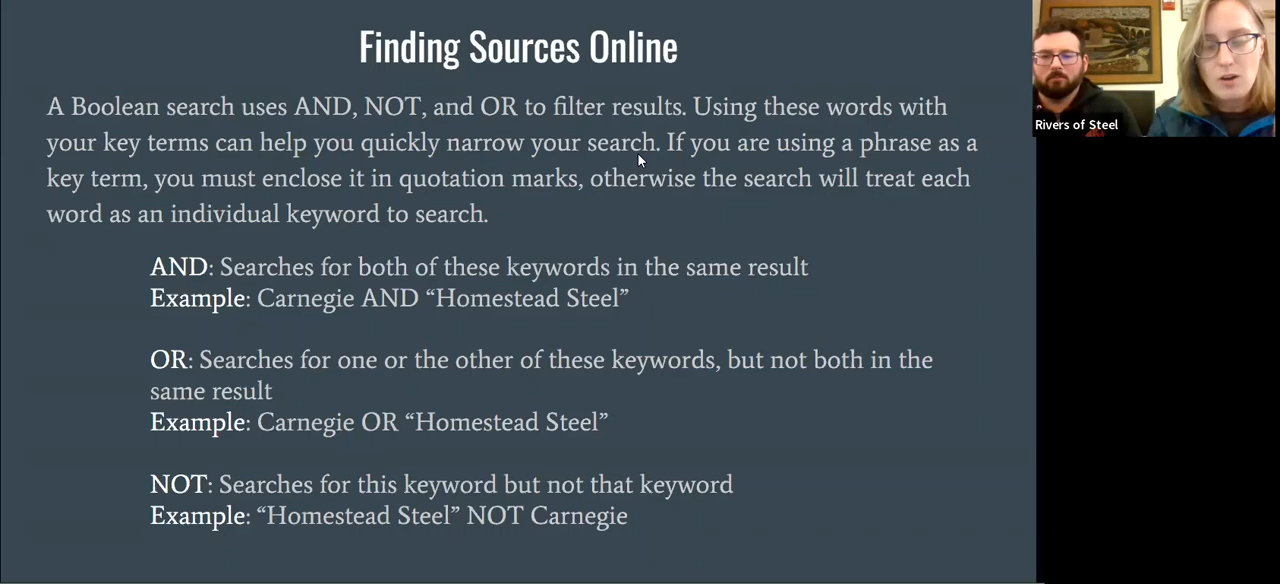 Finding Sources Online
A Boolean search uses AND, NOT, and OR to filter results. Using these words with
your key terms can help you quickly narrow your search. If you are using a phrase as a
key term, you must enclose it in quotation marks, otherwise the search will treat each
word as an individual keyword to search.
AND: Searches for both of these keywords in the same result
Example: Carnegie AND “Homestead Steel”
OR: Searches for one or the other of these keywords, but not both in the
same result
Example: Carnegie OR “Homestead Steel”
NOT: Searches for this keyword but not that keyword
Example: “Homestead Steel” NOT Carnegie
Rivers of Steel